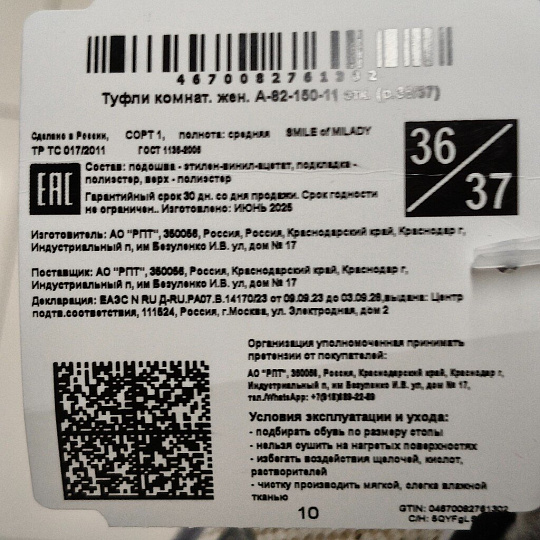 4670082761392
Туфли комнат. жен. А-82-150-11 этк. (р.36/37)
Сделано в России, СОРТ 1, полнота: средняя SMILE of MILADY
ТР ТС 017/2011 ГОСТ 1135-2005
36/37
EAC
Состав: подошва - этилен-винил-ацетат, подкладка - полиэстер, верх - полиэстер
Гарантийный срок 30 дн. со дня продажи. Срок годности
не ограничен.. Изготовлено: ИЮНЬ 2025
Изготовитель: АО "РПТ", 350056, Россия, Россия, Краснодарский край, Краснодар г,
Индустриальный п, им Безуленко И.В. ул, дом № 17
Поставщик: АО "РПТ", 350056, Россия, Краснодарский край, Краснодар г,
Индустриальный п, им Безуленко И.В. ул, дом № 17
Декларация: ЕАЭС N RU Д-RU.РА07.В.14170/23 от 09.09.23 до 03.09.28,выдана: Центр
подтв.соответствия, 111524, Россия, г.Москва, ул. Электродная, дом 2
Организация уполномоченная принимать
претензии от покупателей:
АО "РПТ", 350056, Россия, Краснодарский край, Краснодар г,
Индустриальный п, им Безуленко И.В. ул, дом № 17,
тел./WhatsApp:
Условия эксплуатации и ухода:
- подбирать обувь по размеру стопы
- нельзя сушить на нагретых поверхностях
- избегать воздействия щелочей, кислот,
растворителей
- чистку производить мягкой, слегка влажной
тканью
10
GTIN:
С/Н: